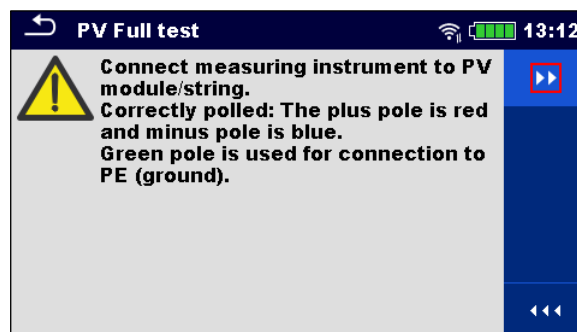 PV Full test
13:12
Connect measuring instrument to PV
module/string.
Correctly polled: The plus pole is red
and minus pole is blue.
Green pole is used for connection to
PE (ground).